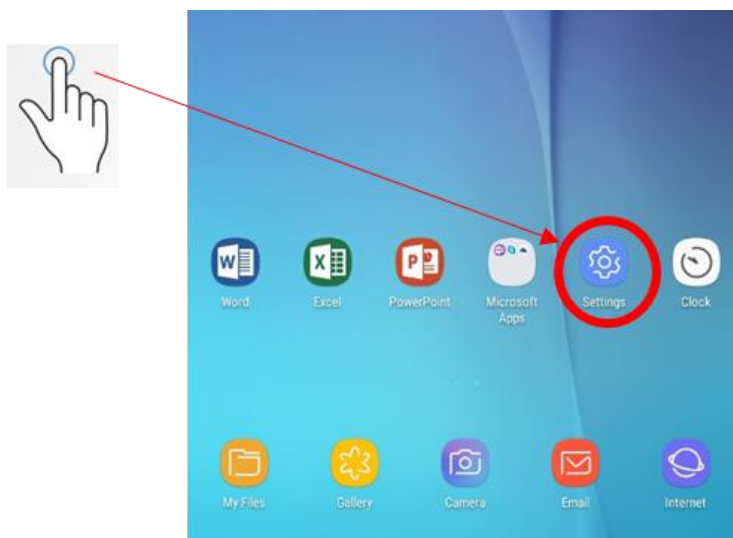 Word
Excel
PowerPoint
Microsoft
Apps
Settings
Clock
My Files
Gallery
Camera
Email
Internet